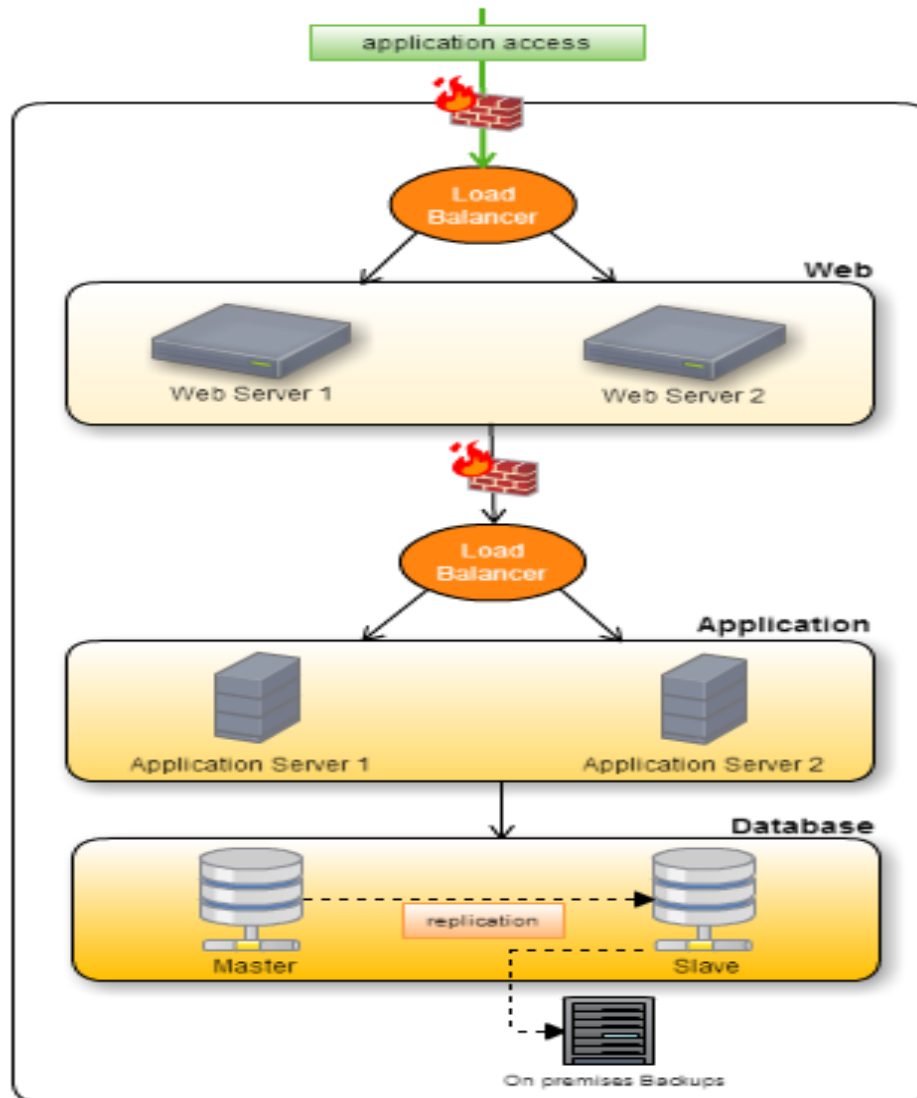 application access
Load
Balancer
Web
Web Server 1
Web Server 2
Load
Balancer
Application
Application Server 1
Application Server 2
Database
replication
Master
Slave
On premises Backups